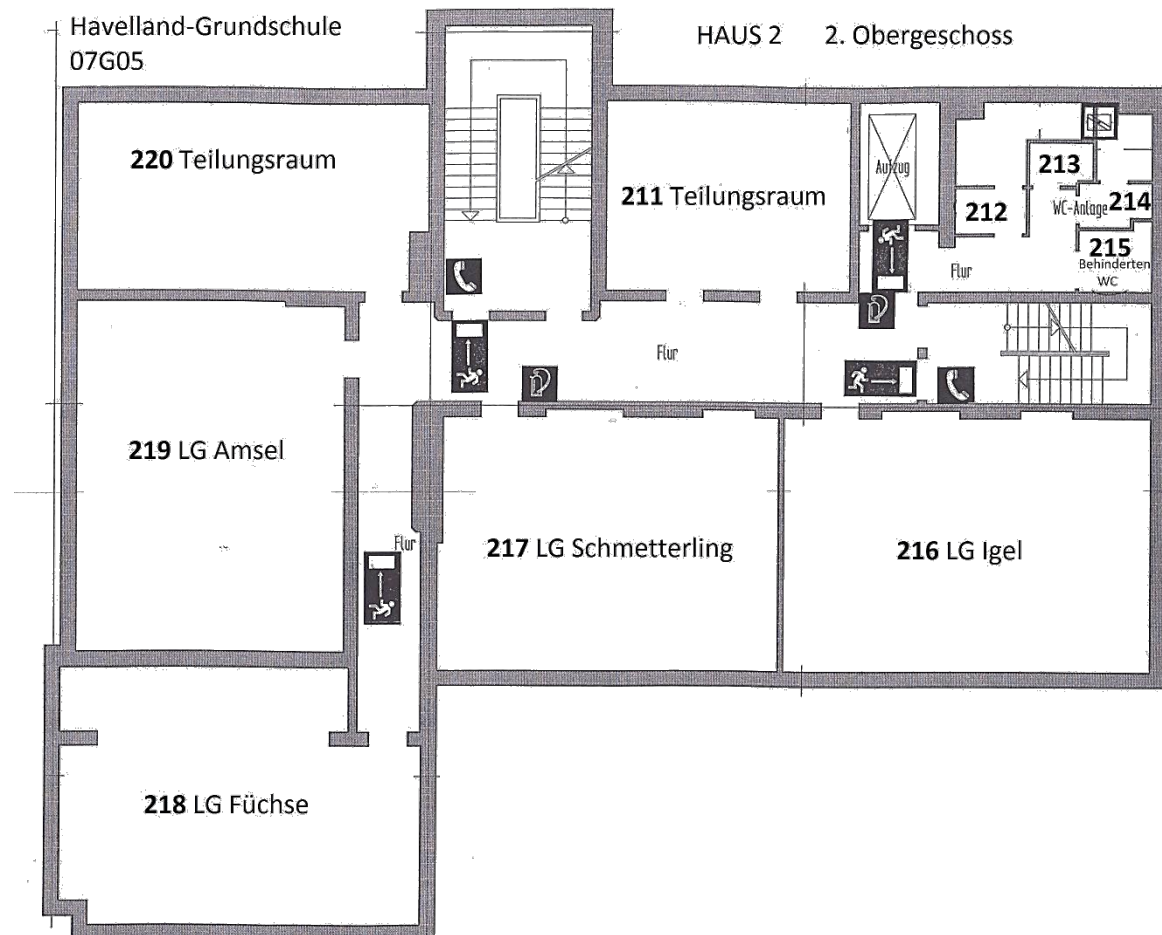 Havelland-Grundschule
07G05
HAUS 2 2. Obergeschoss
220 Teilungsraum
211 Teilungsraum
Aufzug
213
212
WC-Anlage
214
215
Behinderten
WC
Flur
Flur
219 LG Amsel
Flur
217 LG Schmetterling
216 LG Igel
218 LG Füchse